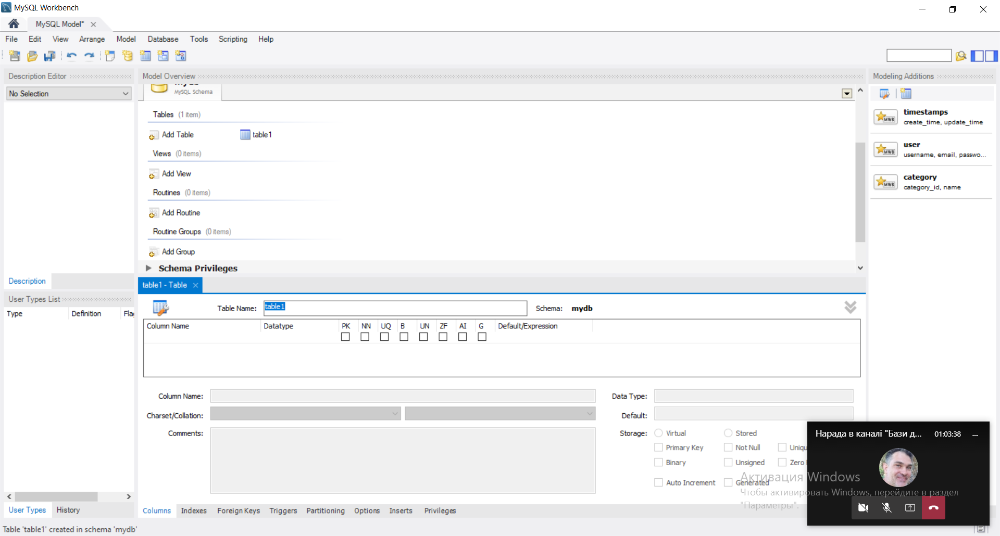 MySQL Workbench
MySQL Model*
File Edit View Arrange Model Database Tools Scripting Help
Description Editor
No Selection
Description
User Types List
Type Definition
User Types History
Model Overview
MySQL Schema
Tables (1 item)
Add Table table1
Views (0 items)
Add View
Routines (0 items)
Add Routine
Routine Groups (0 items)
Add Group
Schema Privileges
table1 - Table
Table Name: table1 Schema: mydb
Column Name Datatype PK NN UQ B UN ZF AI G Default/Expression
Column Name: Data Type:
Charset/Collation: Default:
Comments: Storage: Virtual Stored
Primary Key Not Null
Binary Unsigned Zero
Auto Increment Generated
Columns Indexes Foreign Keys Triggers Partitioning Options Inserts Privileges
Modeling Additions
MWB
timestamps
create_time, update_time
MWB
user
username, email, passwo...
MWB
category
category_id, name
Нарада в каналі "Бази д... 01:03:38
Активация Windows
Чтобы активировать Windows, перейдите в раздел
"Параметры".
Table 'table1' created in schema 'mydb'